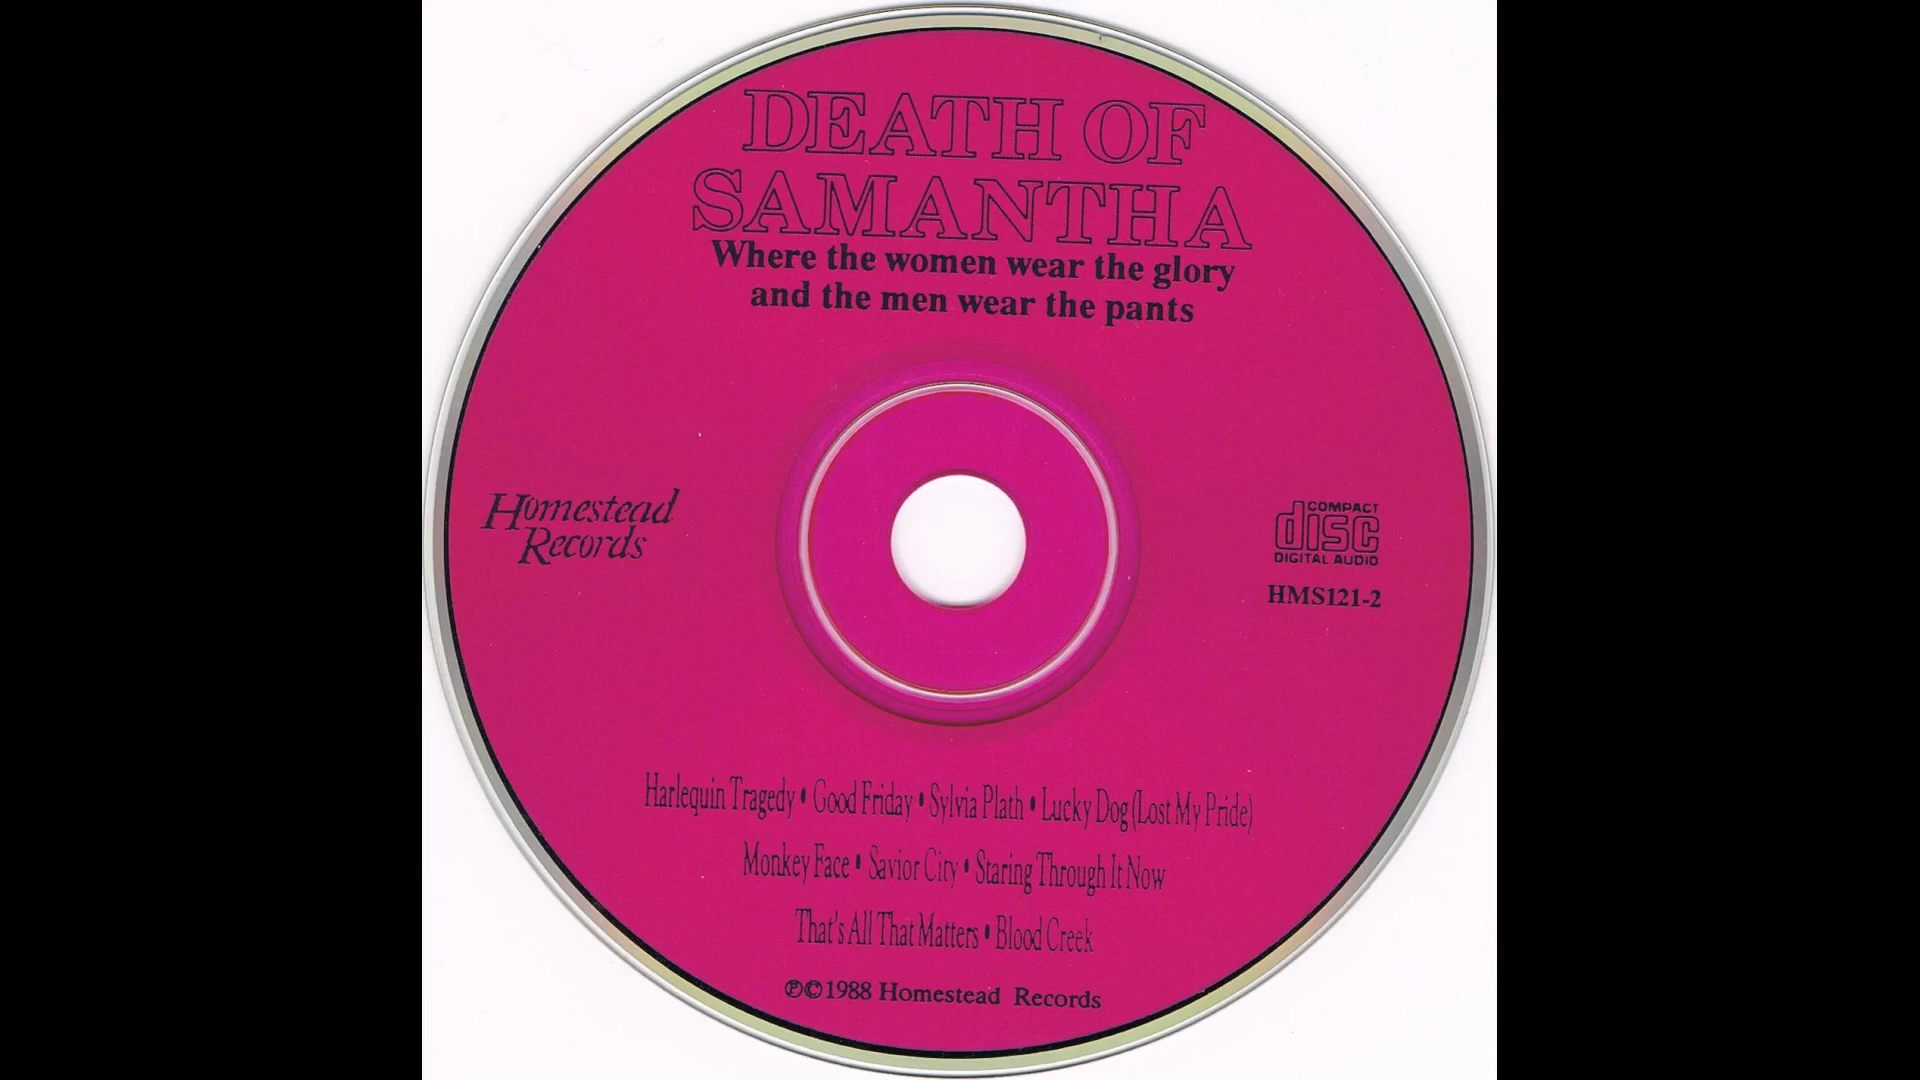 DEATH OF
SAMANTHA
Where the women wear the glory
and the men wear the pants
Homestead
Records
COMPACT
disc
DIGITAL AUDIO
HMS121-2
Harlequin Tragedy • Good Friday • Sylvia Plath • Lucky Dog (Lost My Pride)
Monkey Face • Savior City • Staring Through It Now
That's All That Matters • Blood Creek
℗©1988 Homestead Records